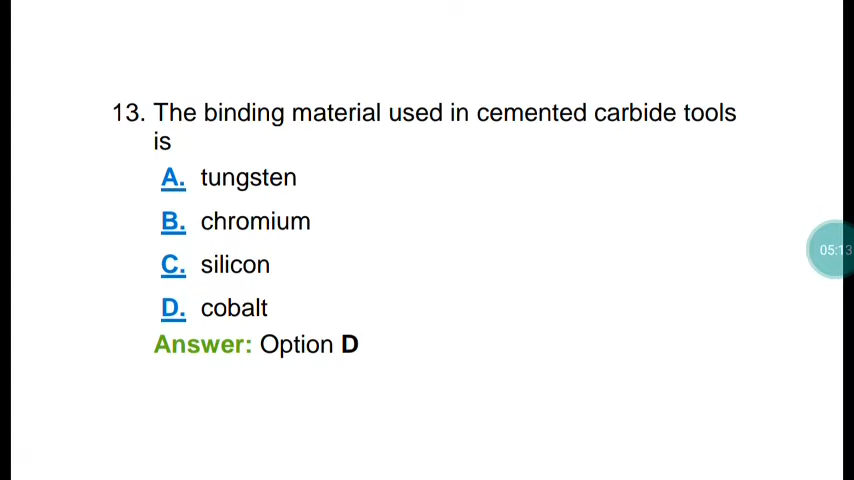 13. The binding material used in cemented carbide tools
is
A. tungsten
B. chromium
C. silicon
D. cobalt
Answer: Option D
05:13